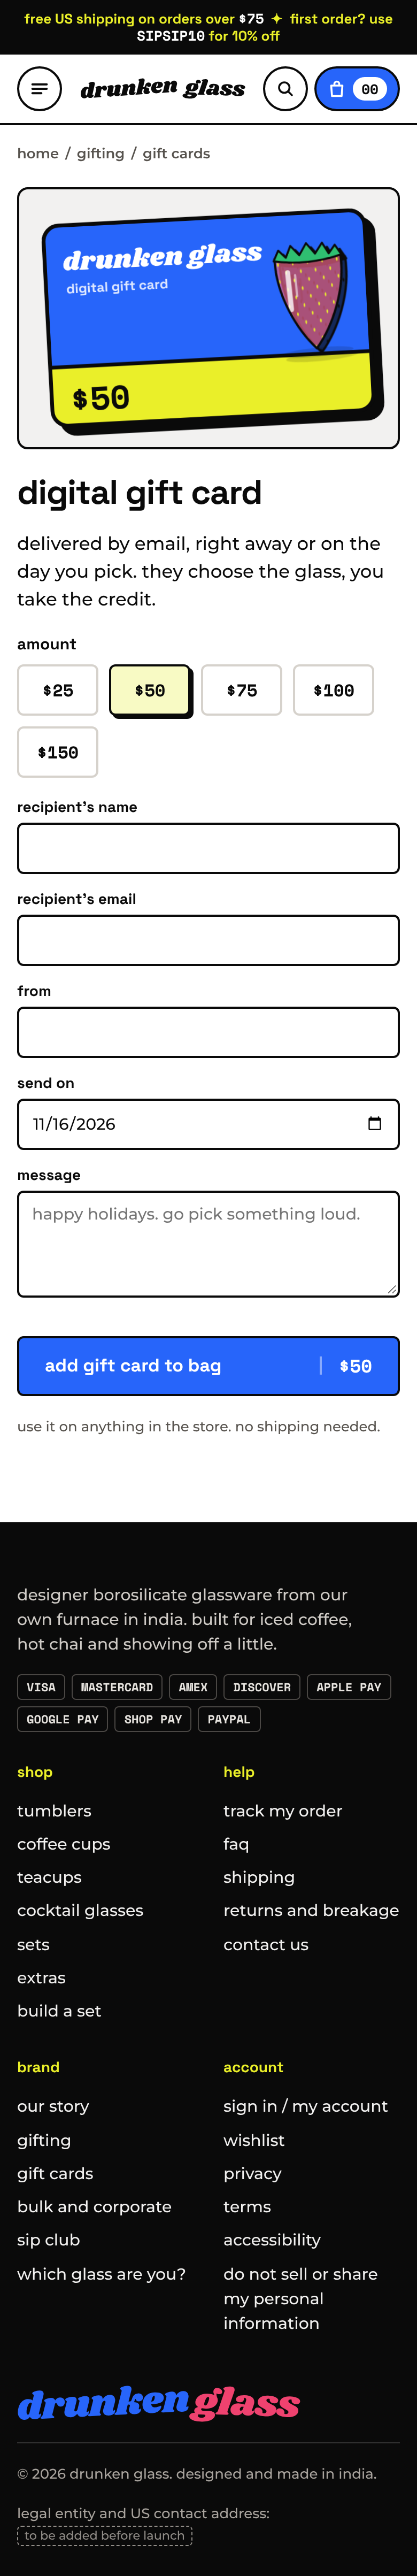 free US shipping on orders over $75 ✦ first order? use
SIPSIP10 for 10% off
drunken glass
00
home / gifting / gift cards
drunken glass
digital gift card
$50
digital gift card
delivered by email, right away or on the
day you pick. they choose the glass, you
take the credit.
amount
$25 $50 $75 $100
$150
recipient's name
recipient's email
from
send on
11/16/2026
message
happy holidays. go pick something loud.
add gift card to bag | $50
use it on anything in the store. no shipping needed.
designer borosilicate glassware from our
own furnace in india. built for iced coffee,
hot chai and showing off a little.
VISA MASTERCARD AMEX DISCOVER APPLE PAY
GOOGLE PAY SHOP PAY PAYPAL
shop
tumblers
coffee cups
teacups
cocktail glasses
sets
extras
build a set
help
track my order
faq
shipping
returns and breakage
contact us
brand
our story
gifting
gift cards
bulk and corporate
sip club
which glass are you?
account
sign in / my account
wishlist
privacy
terms
accessibility
do not sell or share
my personal
information
drunken glass
© 2026 drunken glass. designed and made in india.
legal entity and US contact address:
to be added before launch